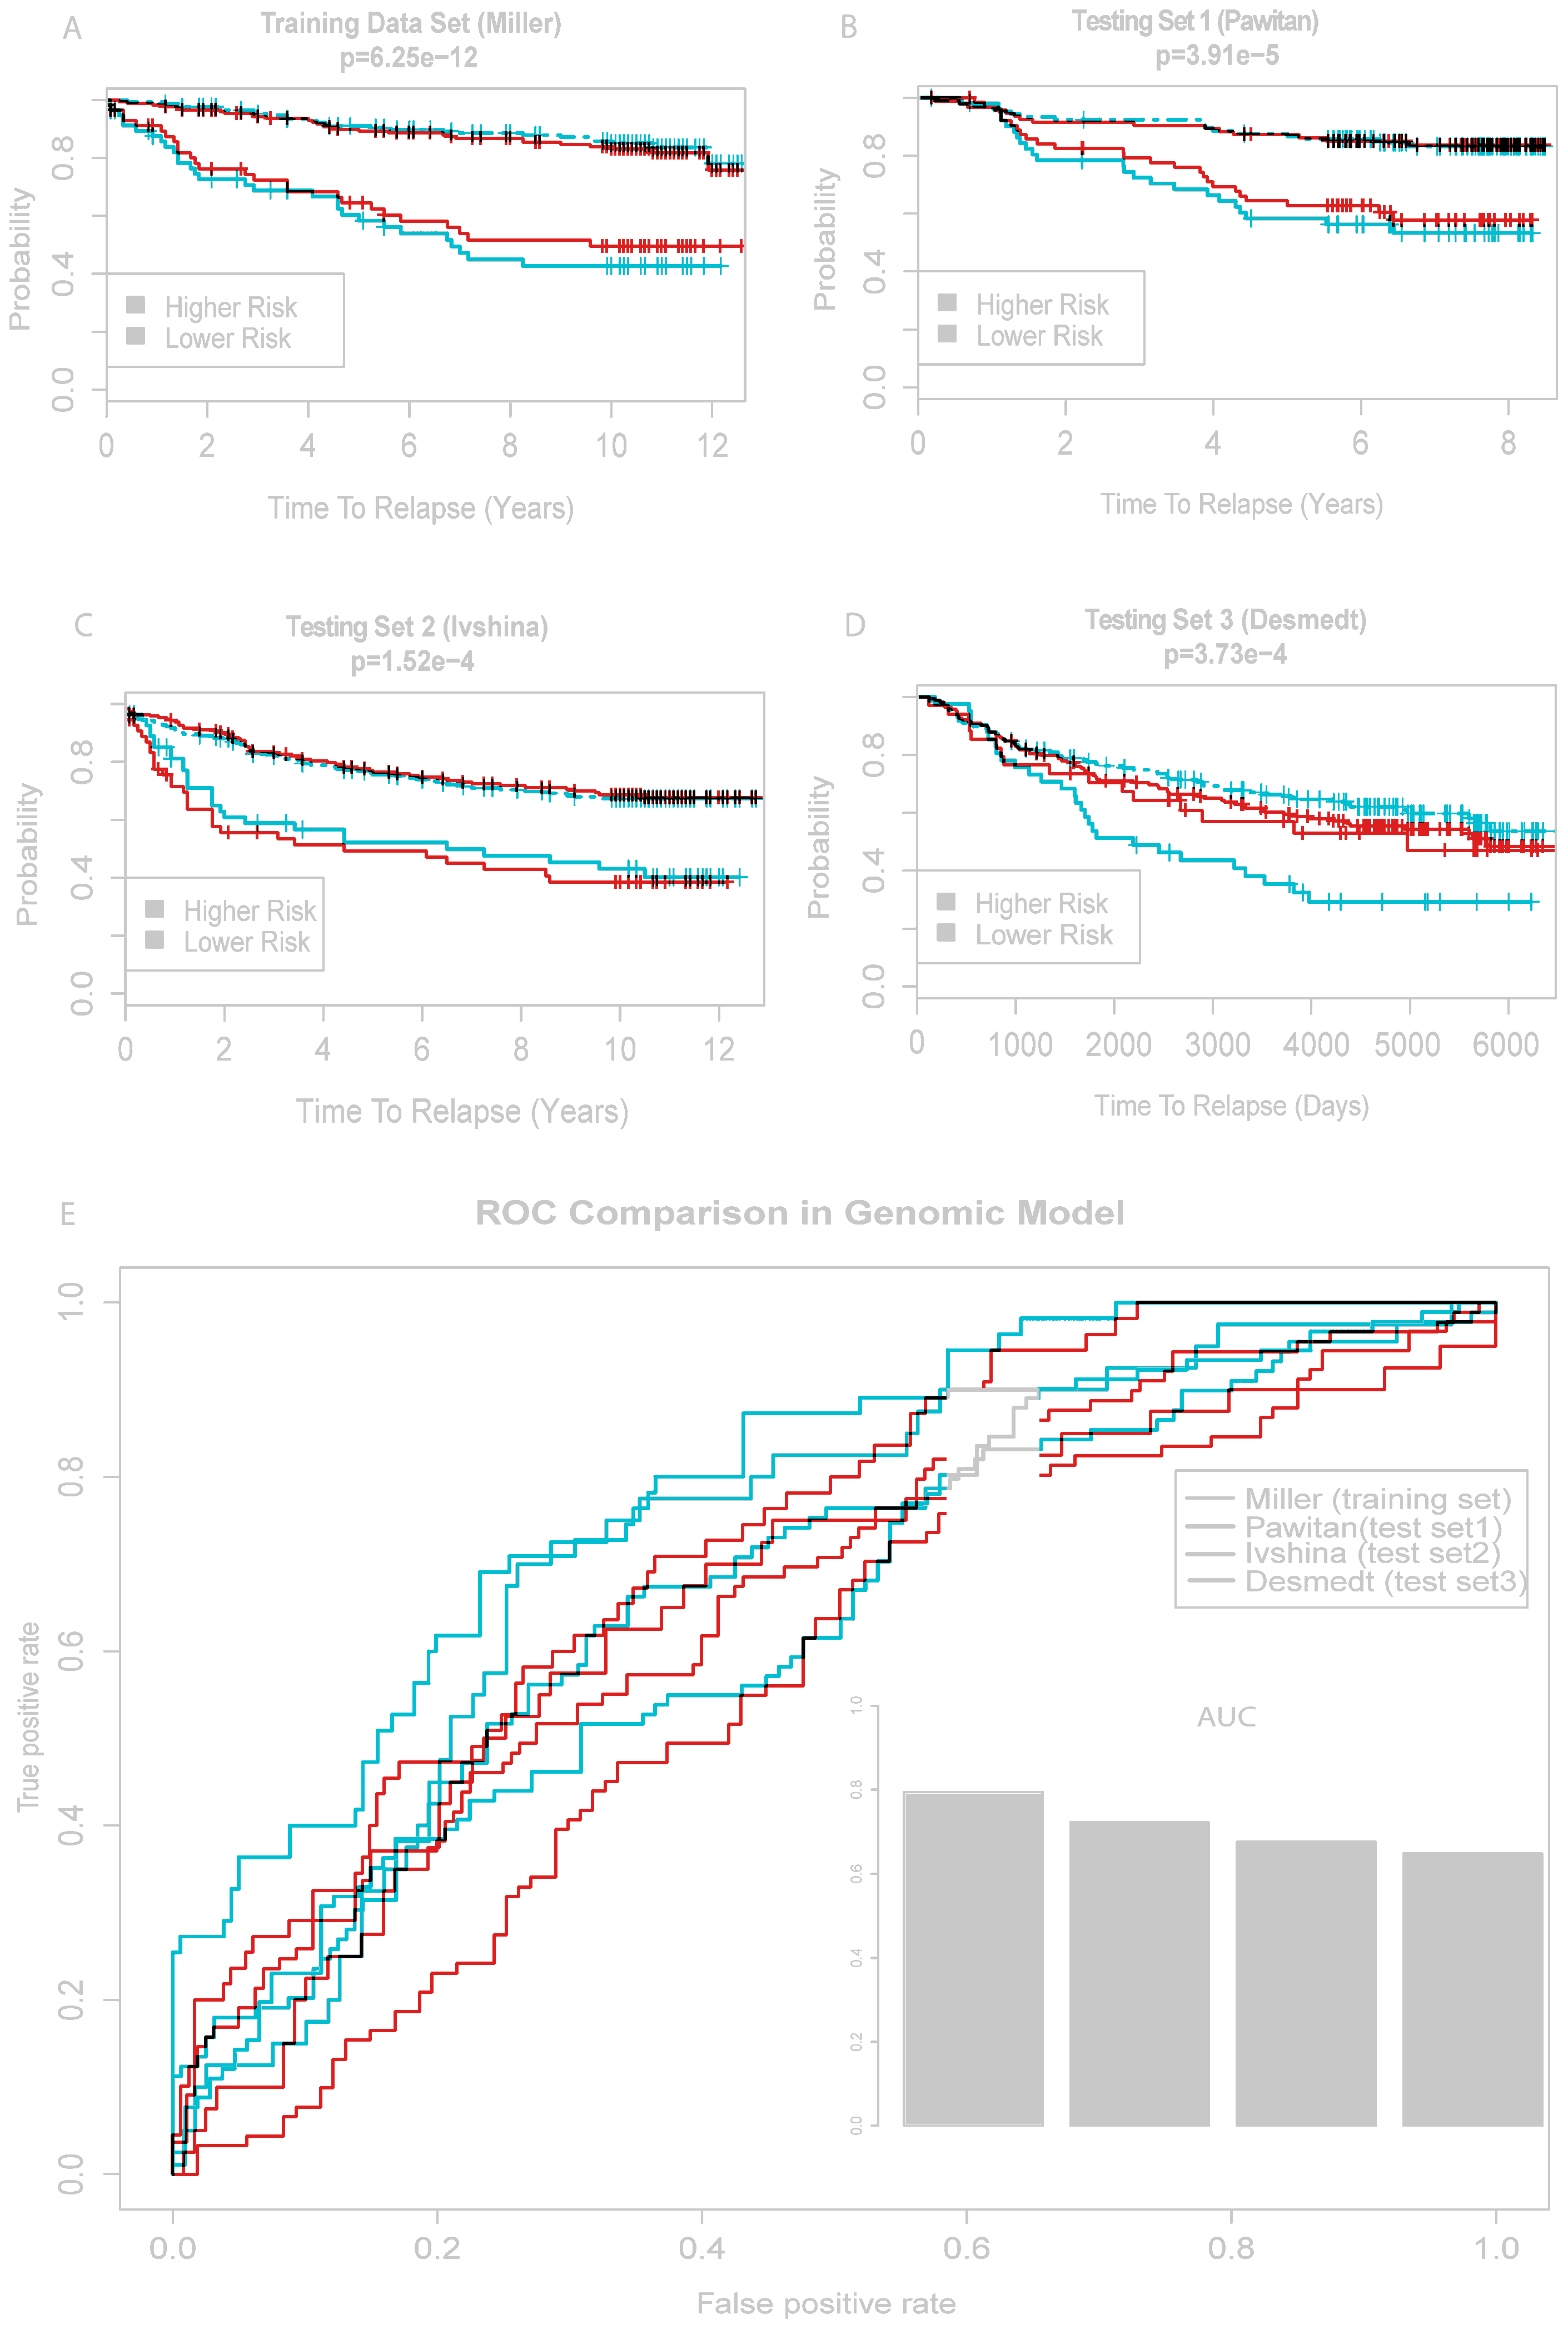 A
Training Data Set (Miller)
p=6.25e−12
Probability
0.0
0.4
0.8
Higher Risk
Lower Risk
0 2 4 6 8 10 12
Time To Relapse (Years)
B
Testing Set 1 (Pawitan)
p=3.91e−5
Probability
0.0
0.4
0.8
Higher Risk
Lower Risk
0 2 4 6 8
Time To Relapse (Years)
C
Testing Set 2 (Ivshina)
p=1.52e−4
Probability
0.0
0.4
0.8
Higher Risk
Lower Risk
0 2 4 6 8 10 12
Time To Relapse (Years)
D
Testing Set 3 (Desmedt)
p=3.73e−4
Probability
0.0
0.4
0.8
Higher Risk
Lower Risk
0 1000 2000 3000 4000 5000 6000
Time To Relapse (Days)
E
ROC Comparison in Genomic Model
True positive rate
0.0
0.2
0.4
0.6
0.8
1.0
Miller (training set)
Pawitan(test set1)
Ivshina (test set2)
Desmedt (test set3)
AUC
0.0
0.2
0.4
0.6
0.8
1.0
0.0 0.2 0.4 0.6 0.8 1.0
False positive rate